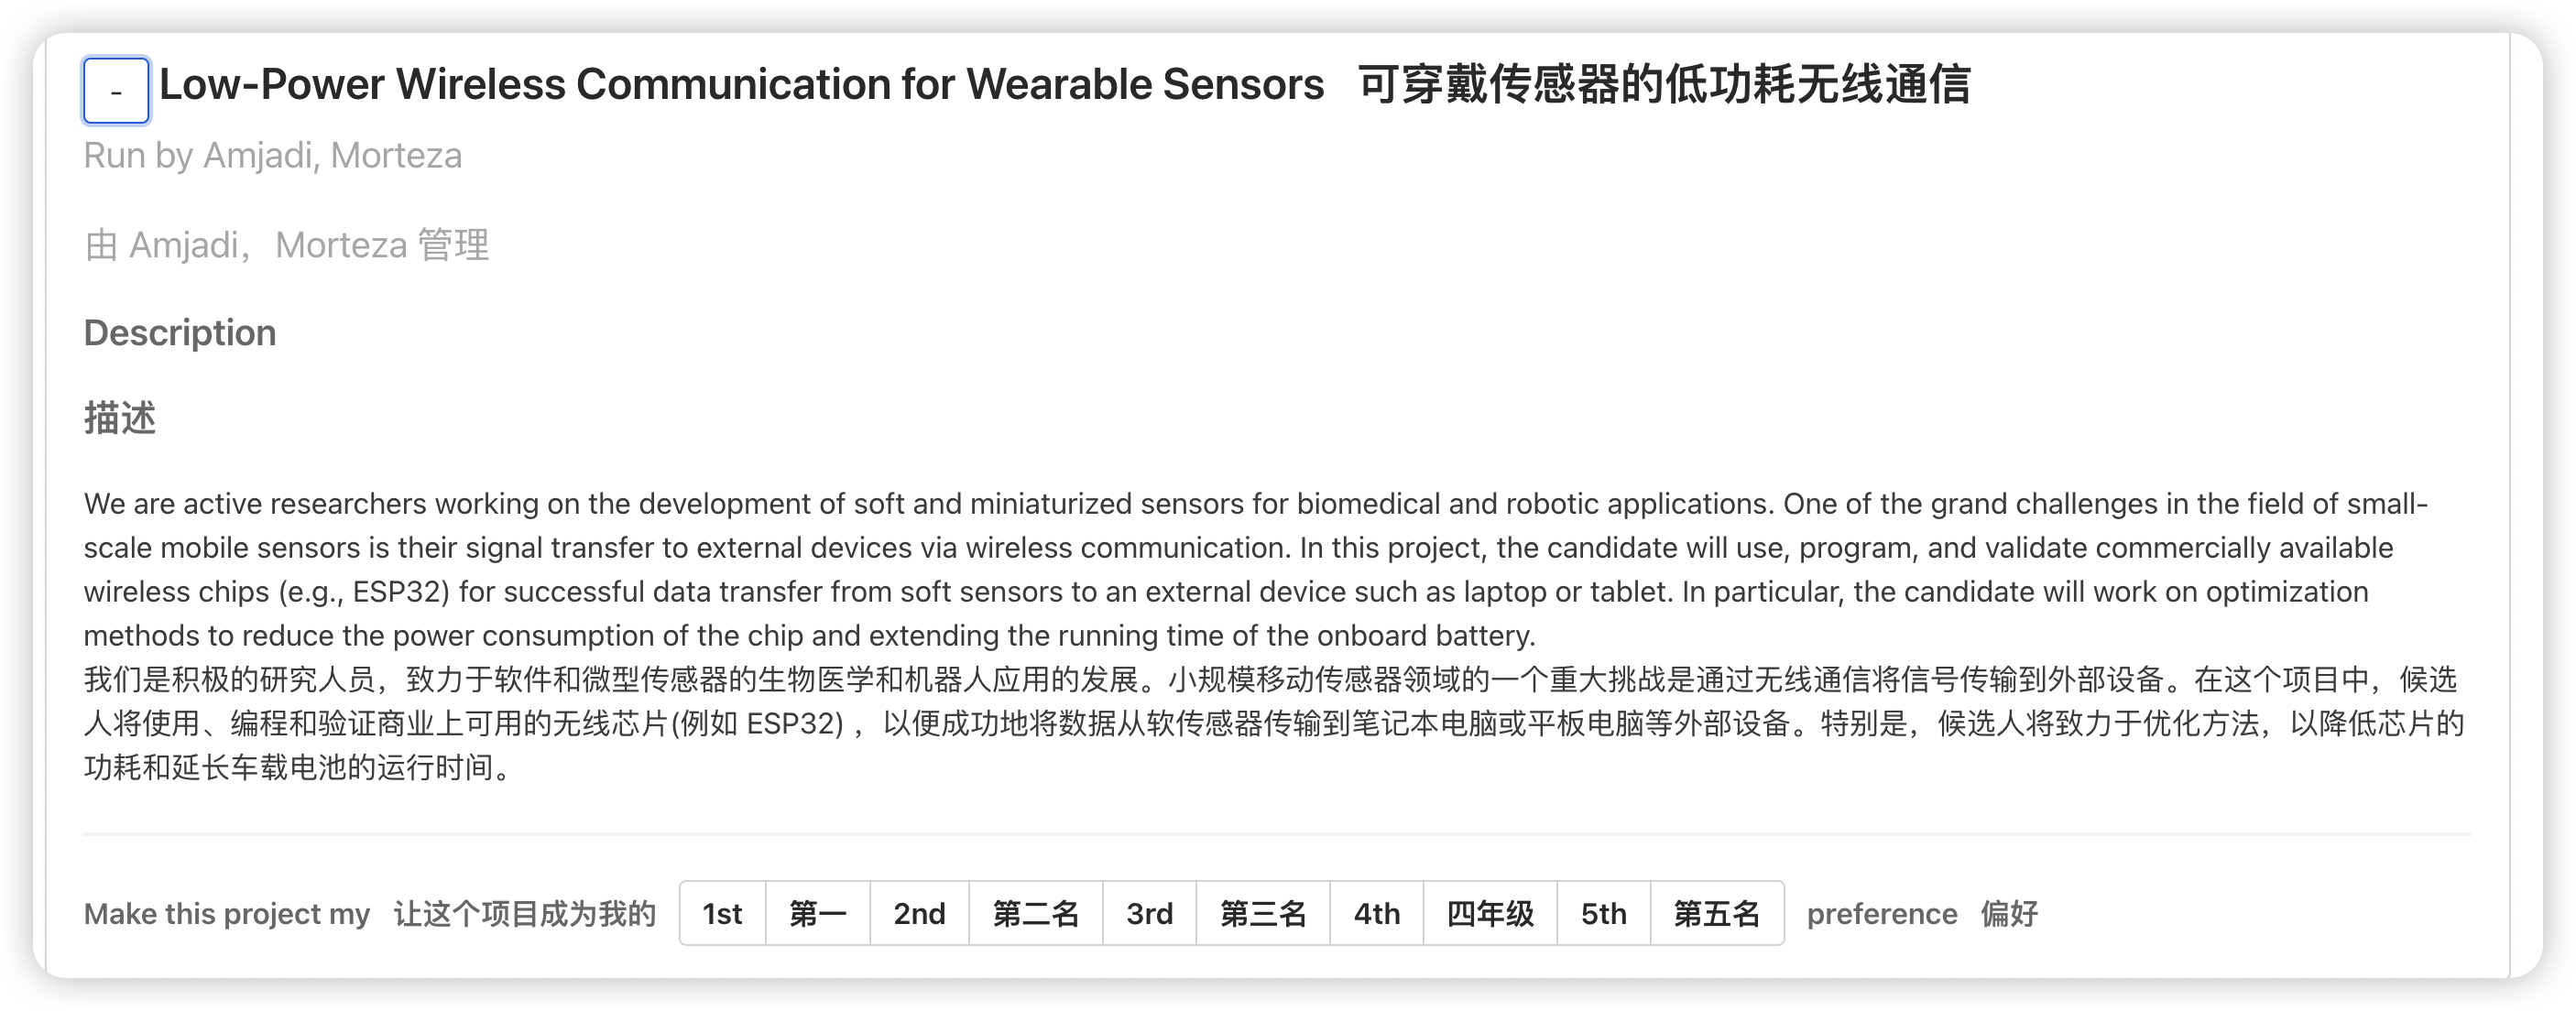 - Low-Power Wireless Communication for Wearable Sensors 可穿戴传感器的低功耗无线通信
Run by Amjadi, Morteza
由 Amjadi，Morteza 管理
Description
描述
We are active researchers working on the development of soft and miniaturized sensors for biomedical and robotic applications. One of the grand challenges in the field of small-
scale mobile sensors is their signal transfer to external devices via wireless communication. In this project, the candidate will use, program, and validate commercially available
wireless chips (e.g., ESP32) for successful data transfer from soft sensors to an external device such as laptop or tablet. In particular, the candidate will work on optimization
methods to reduce the power consumption of the chip and extending the running time of the onboard battery.
我们是积极的研究人员，致力于软件和微型传感器的生物医学和机器人应用的发展。小规模移动传感器领域的一个重大挑战是通过无线通信将信号传输到外部设备。在这个项目中，候选
人将使用、编程和验证商业上可用的无线芯片(例如 ESP32) ，以便成功地将数据从软传感器传输到笔记本电脑或平板电脑等外部设备。特别是，候选人将致力于优化方法，以降低芯片的
功耗和延长车载电池的运行时间。
Make this project my 让这个项目成为我的 1st 第一 2nd 第二名 3rd 第三名 4th 四年级 5th 第五名 preference 偏好